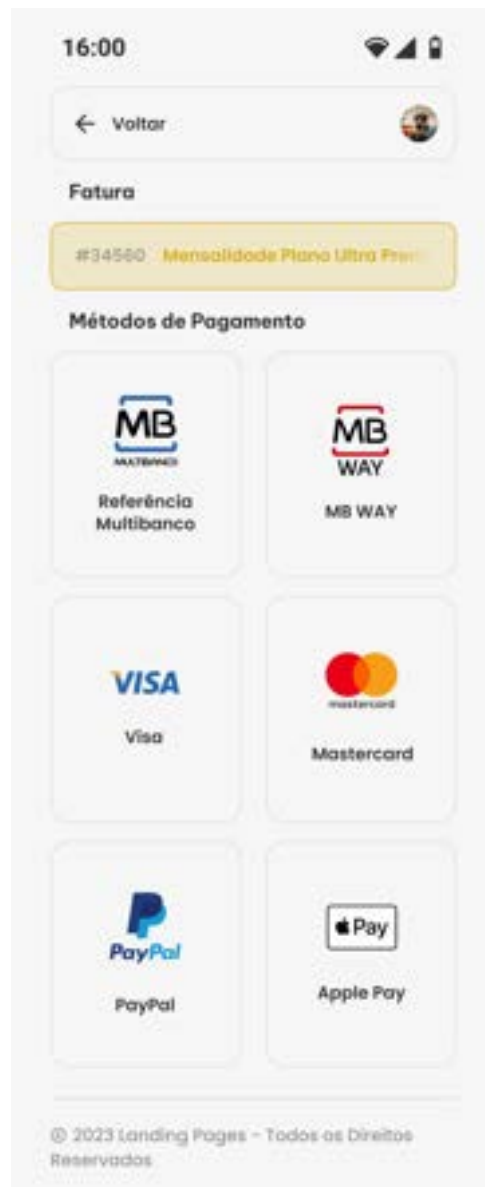 16:00
Voltar
Fatura
#34560 Mensalidade Plano Ultra
Métodos de Pagamento
MB
MULTIBANCO
Referência
Multibanco
MB
WAY
MB WAY
VISA
Visa
mastercard
Mastercard
PayPal
PayPal
Pay
Apple Pay
© 2023 Landing Pages - Todos os Direitos
Reservados